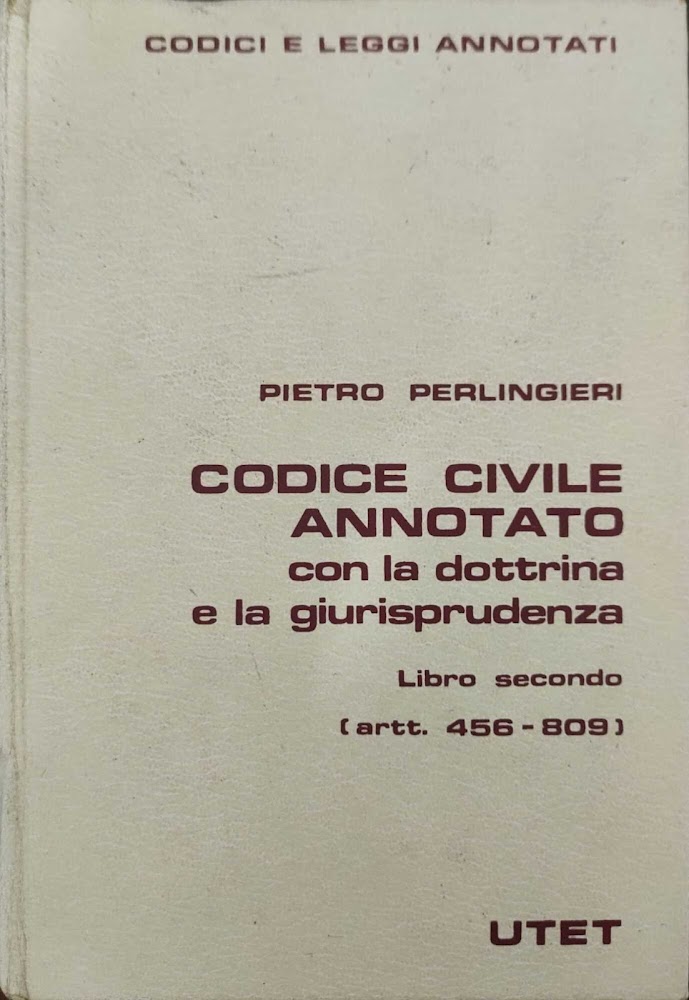 CODICI E LEGGI ANNOTATI
PIETRO PERLINGIERI
CODICE CIVILE
ANNOTATO
con la dottrina
e la giurisprudenza
Libro secondo
(artt. 456-809)
UTET